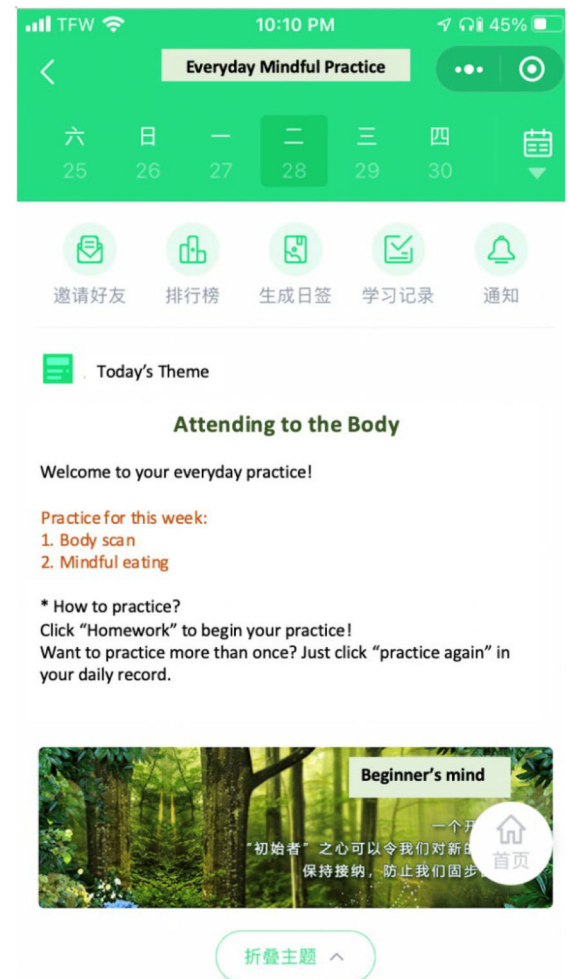 TFW 10:10 PM 45%
Everyday Mindful Practice
六 日 一 二 三 四
25 26 27 28 29 30
邀请好友 排行榜 生成日签 学习记录 通知
Today’s Theme
Attending to the Body
Welcome to your everyday practice!
Practice for this week:
1. Body scan
2. Mindful eating
* How to practice?
Click “Homework” to begin your practice!
Want to practice more than once? Just click “practice again” in
your daily record.
Beginner’s mind
一个开
“初始者”之心可以令我们对新的
保持接纳，防止我们固步
首页
折叠主题